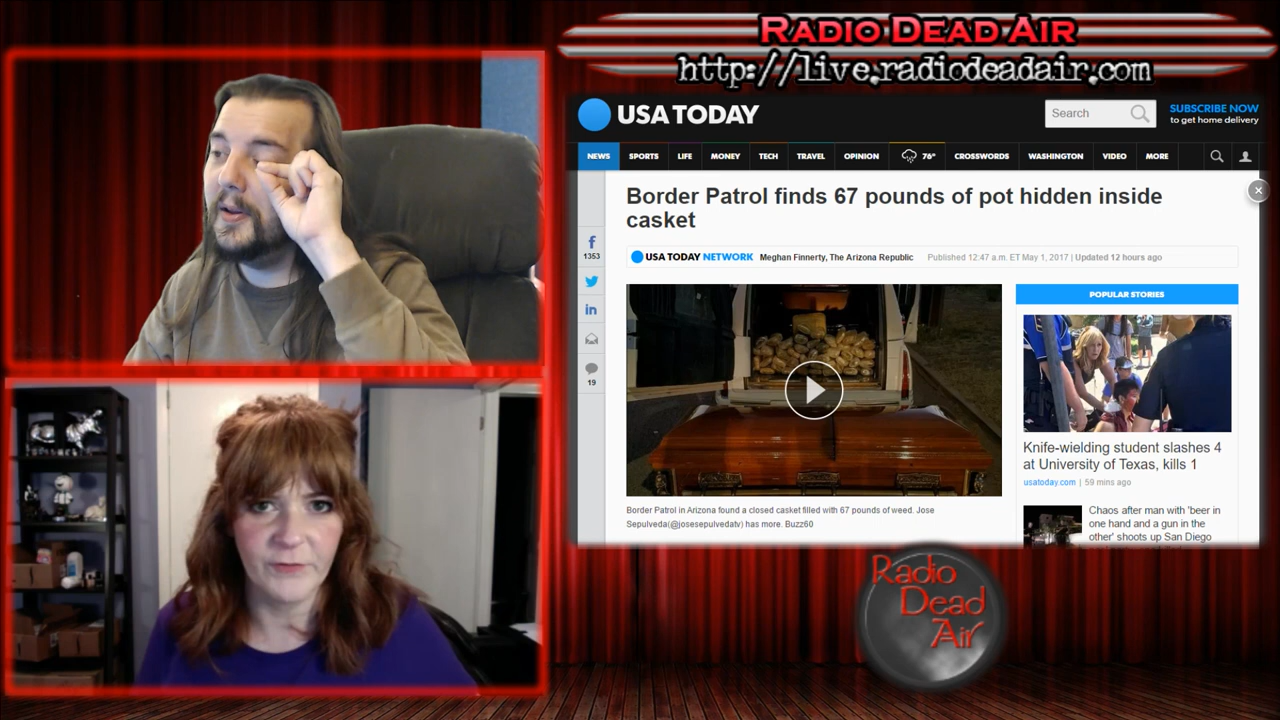 RADIO DEAD AIR
http://live.radiodeadair.com
USA TODAY
Search
SUBSCRIBE NOW
to get home delivery
NEWS SPORTS LIFE MONEY TECH TRAVEL OPINION 76° CROSSWORDS WASHINGTON VIDEO MORE
Border Patrol finds 67 pounds of pot hidden inside
casket
f
1353
in
19
USA TODAY NETWORK Meghan Finnerty, The Arizona Republic Published 12:47 a.m. ET May 1, 2017 | Updated 12 hours ago
Border Patrol in Arizona found a closed casket filled with 67 pounds of weed. Jose
Sepulveda(@josesepulvedatv) has more. Buzz60
POPULAR STORIES
Knife-wielding student slashes 4
at University of Texas, kills 1
usatoday.com | 59 mins ago
Chaos after man with 'beer in
one hand and a gun in the
other' shoots up San Diego
Radio
Dead
Air